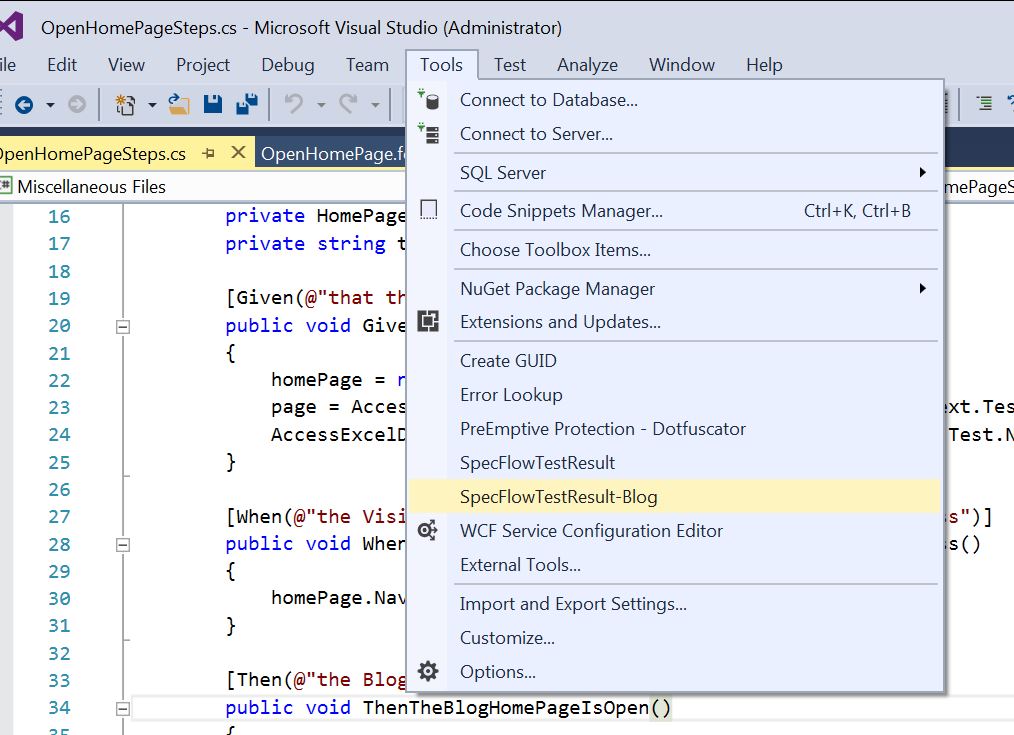 OpenHomePageSteps.cs - Microsoft Visual Studio (Administrator)
ile Edit View Project Debug Team Tools Test Analyze Window Help
OpenHomePageSteps.cs OpenHomePage.fe
Miscellaneous Files mePageS
Connect to Database...
Connect to Server...
SQL Server
Code Snippets Manager... Ctrl+K, Ctrl+B
Choose Toolbox Items...
NuGet Package Manager
Extensions and Updates...
Create GUID
Error Lookup
PreEmptive Protection - Dotfuscator
SpecFlowTestResult
SpecFlowTestResult-Blog
WCF Service Configuration Editor
External Tools...
Import and Export Settings...
Customize...
Options...
16 private HomePage
17 private string t
18
19 [Given(@"that th
20 public void Give
21 {
22 homePage = n
23 page = Acces ext.Tes
24 AccessExcelD Test.N
25 }
26
27 [When(@"the Visi s")]
28 public void When s()
29 {
30 homePage.Nav
31 }
32
33 [Then(@"the Blog
34 public void ThenTheBlogHomePageIsOpen()
35 {